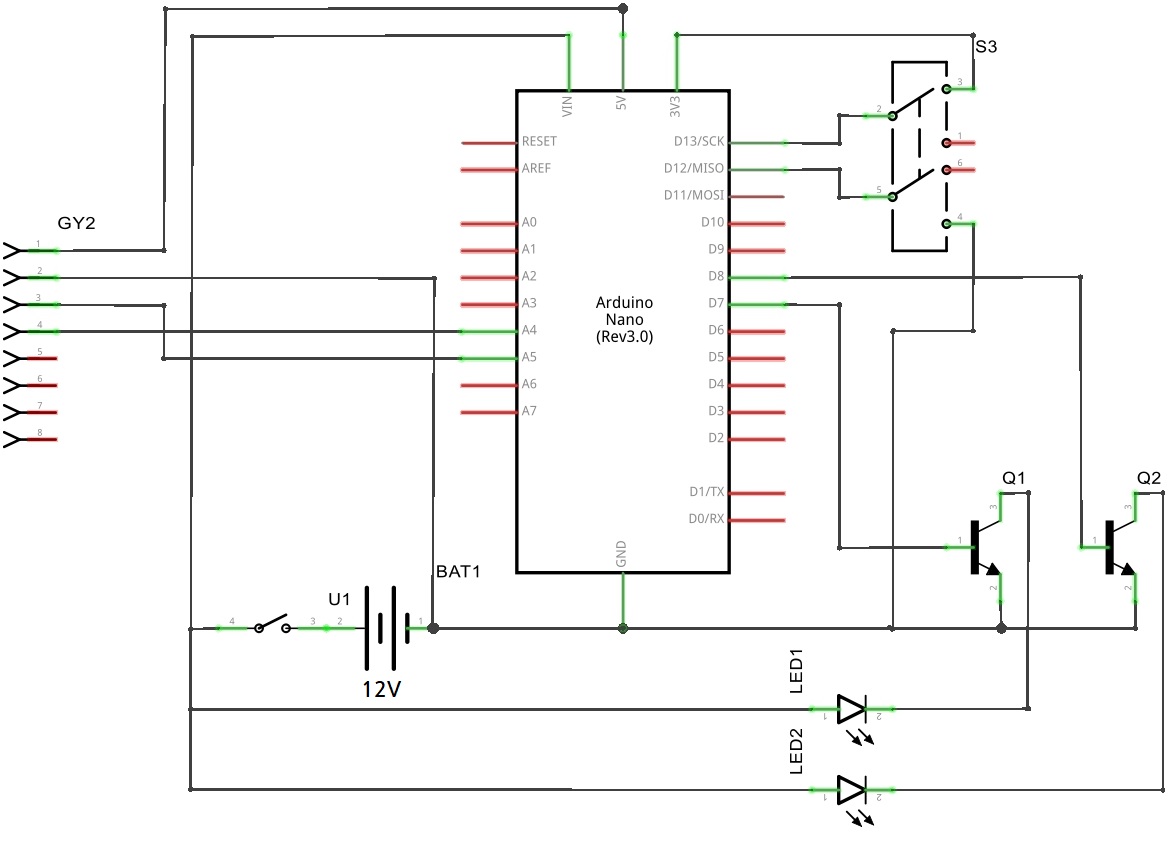 S3
VIN
5V
3V3
3
2
1
6
5
4
RESET
AREF
A0
A1
A2
A3
A4
A5
A6
A7
D13/SCK
D12/MISO
D11/MOSI
D10
D9
D8
D7
D6
D5
D4
D3
D2
D1/TX
D0/RX
GND
Arduino
Nano
(Rev3.0)
GY2
1
2
3
4
5
6
7
8
Q1
3
1
2
Q2
3
1
2
BAT1
U1
4
3
2
1
12V
LED1
1
2
LED2
1
2